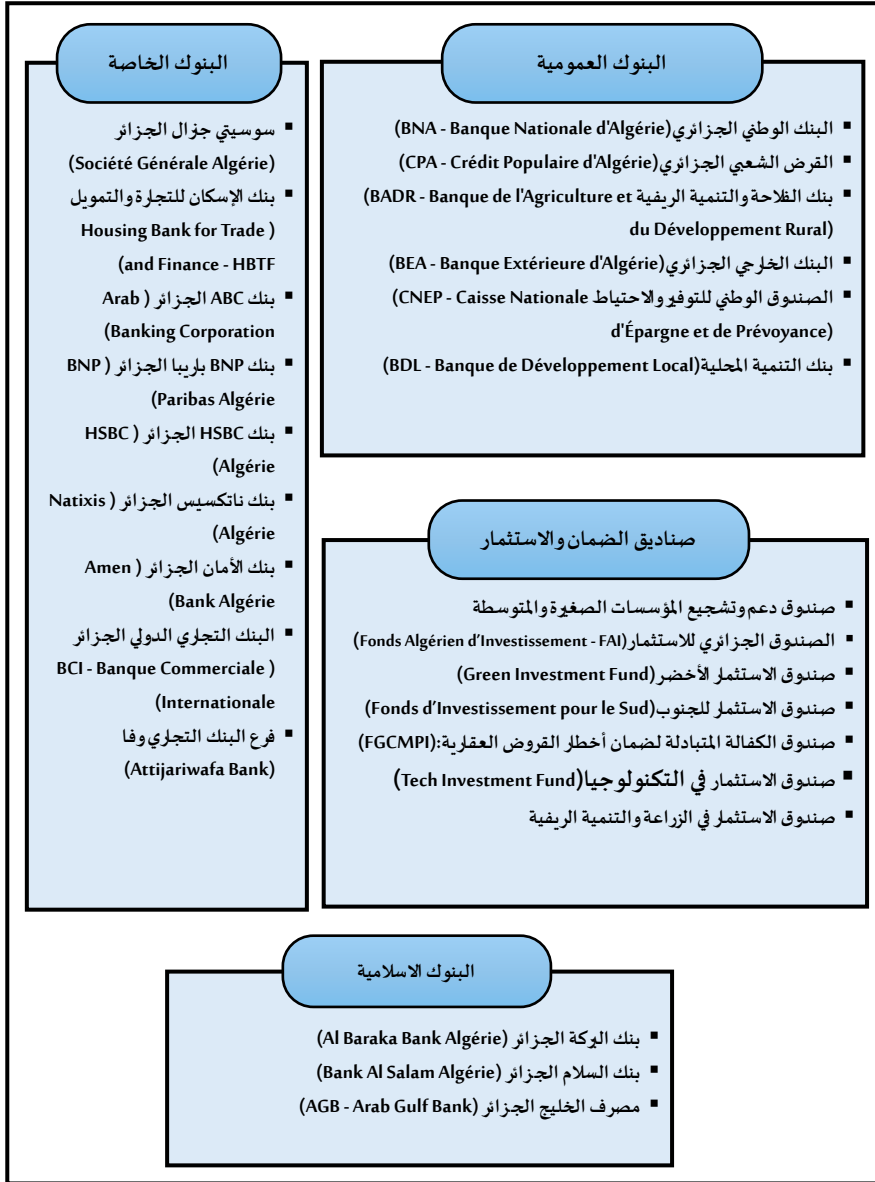 البنوك العمومية
البنك الوطني الجزائري(BNA - Banque Nationale d'Algérie)
القرض الشعبي الجزائري(CPA - Crédit Populaire d'Algérie)
بنك الفلاحة والتنمية الريفية BADR - Banque de l'Agriculture et)
du Développement Rural)
البنك الخارجي الجزائري(BEA - Banque Extérieure d'Algérie)
الصندوق الوطني للتوفير والاحتياط CNEP - Caisse Nationale)
d'Épargne et de Prévoyance)
بنك التنمية المحلية(BDL - Banque de Développement Local)
البنوك الخاصة
سوسيتي جنرال الجزائر
(Société Générale Algérie)
بنك الإسكان للتجارة والتمويل
Housing Bank for Trade )
(and Finance - HBTF
بنك ABC الجزائر ( Arab
(Banking Corporation
بنك BNP باريبا الجزائر ( BNP
(Paribas Algérie
بنك HSBC الجزائر ( HSBC
(Algérie
بنك ناتكسيس الجزائر ( Natixis
(Algérie
بنك الأمان الجزائر ( Amen
(Bank Algérie
البنك التجاري الدولي الجزائر
BCI - Banque Commerciale )
(Internationale
فرع البنك التجاري وفا
(Attijariwafa Bank)
صناديق الضمان والاستثمار
صندوق دعم وتشجيع المؤسسات الصغيرة والمتوسطة
الصندوق الجزائري للاستثمار(Fonds Algérien d’Investissement - FAI)
صندوق الاستثمار الأخضر(Green Investment Fund)
صندوق الاستثمار للجنوب(Fonds d’Investissement pour le Sud)
صندوق الكفالة المتبادلة لضمان أخطار القروض العقارية:(FGCMPI)
صندوق الاستثمار في التكنولوجيا(Tech Investment Fund)
صندوق الاستثمار في الزراعة والتنمية الريفية
البنوك الاسلامية
بنك البركة الجزائر (Al Baraka Bank Algérie)
بنك السلام الجزائر (Bank Al Salam Algérie)
مصرف الخليج الجزائر (AGB - Arab Gulf Bank)